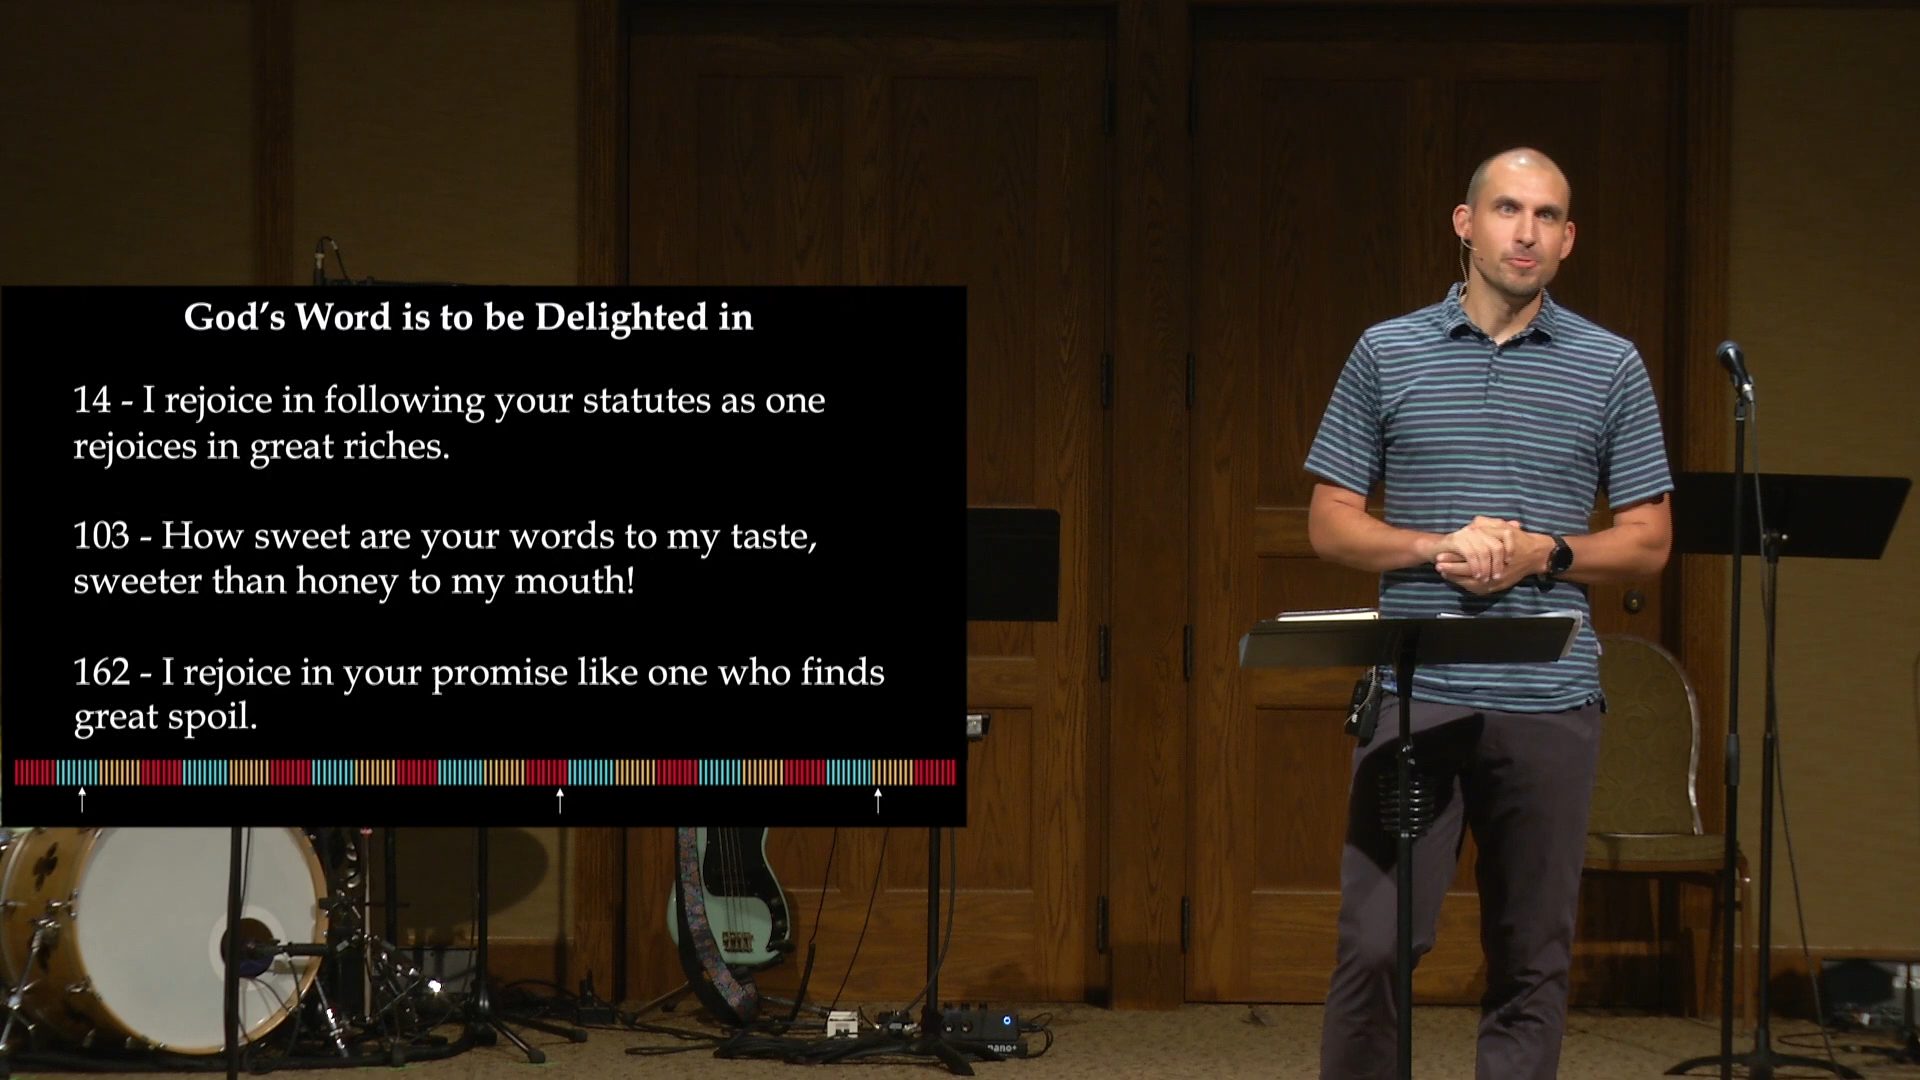 God’s Word is to be Delighted in
14 - I rejoice in following your statutes as one
rejoices in great riches.
103 - How sweet are your words to my taste,
sweeter than honey to my mouth!
162 - I rejoice in your promise like one who finds
great spoil.
nano+